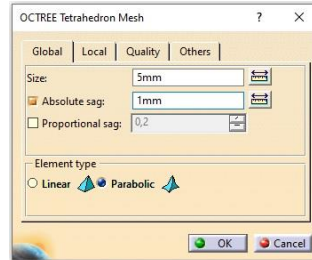 OCTREE Tetrahedron Mesh ? ×
Global Local Quality Others
Size: 5mm
Absolute sag: 1mm
Proportional sag: 0,2
Element type
Linear Parabolic
OK Cancel